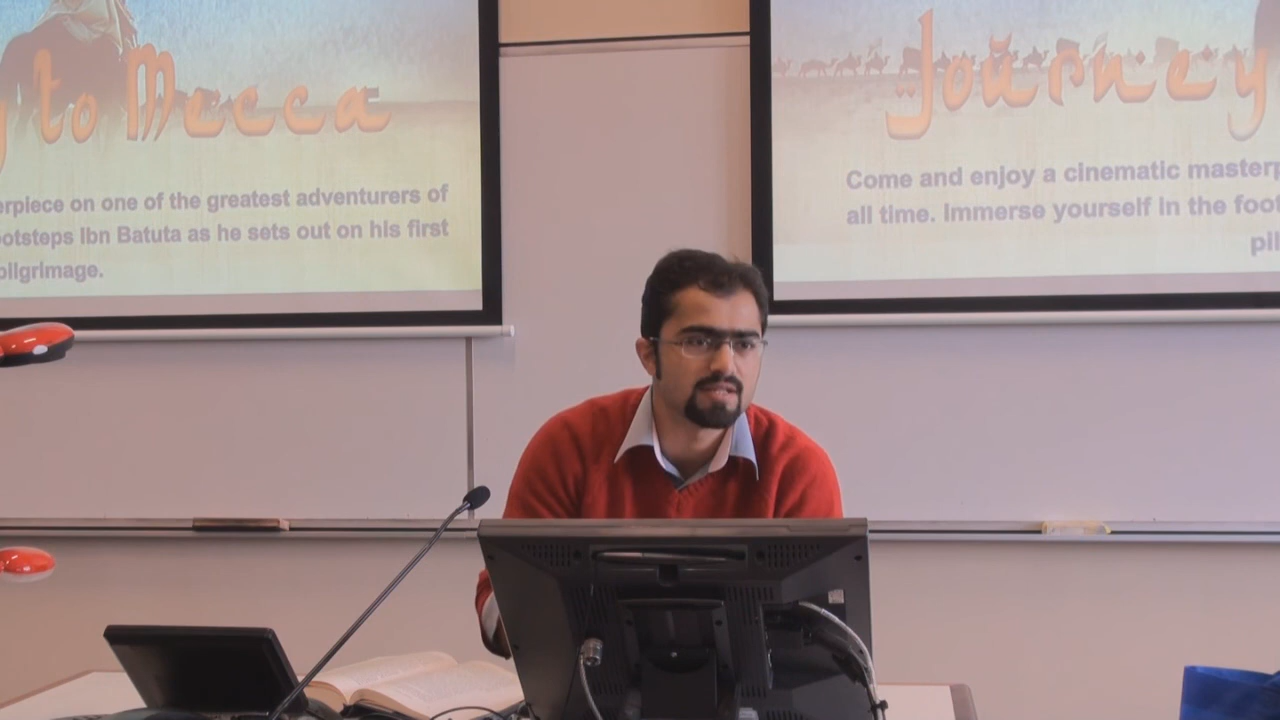 to Mecca
erpiece on one of the greatest adventurers of
ootsteps Ibn Batuta as he sets out on his first
pilgrimage.
Journey
Come and enjoy a cinematic masterp
all time. Immerse yourself in the foot
pil